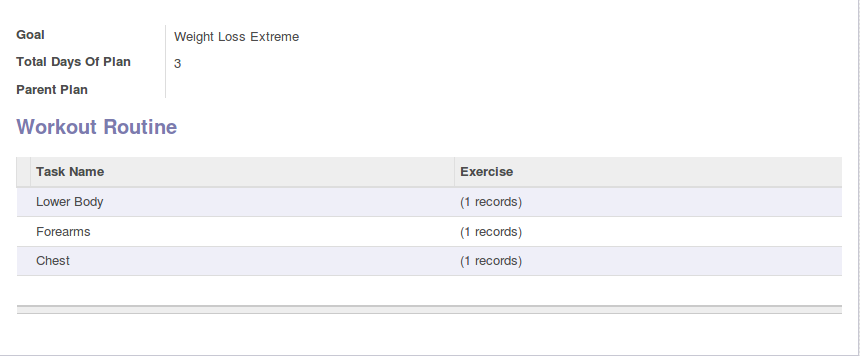 Goal Weight Loss Extreme
Total Days Of Plan 3
Parent Plan
Workout Routine
Task Name Exercise
Lower Body (1 records)
Forearms (1 records)
Chest (1 records)